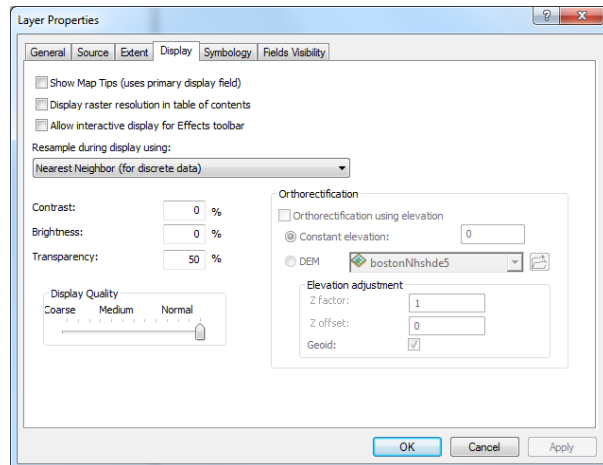 Layer Properties
General Source Extent Display Symbology Fields Visibility
Show Map Tips (uses primary display field)
Display raster resolution in table of contents
Allow interactive display for Effects toolbar
Resample during display using:
Nearest Neighbor (for discrete data)
Contrast: 0 %
Brightness: 0 %
Transparency: 50 %
Display Quality
Coarse Medium Normal
Orthorectification
Orthorectification using elevation
Constant elevation: 0
DEM bostonNhshde5
Elevation adjustment
Z factor: 1
Z offset: 0
Geoid:
OK Cancel Apply